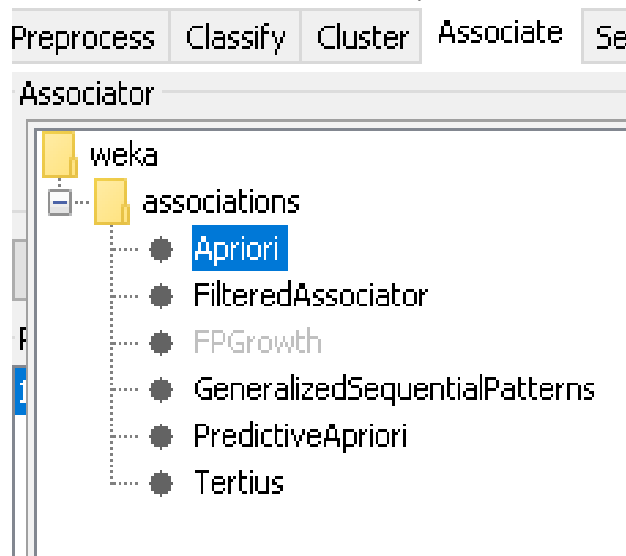 Preprocess Classify Cluster Associate Se
Associator
weka
associations
Apriori
FilteredAssociator
FPGrowth
GeneralizedSequentialPatterns
PredictiveApriori
Tertius